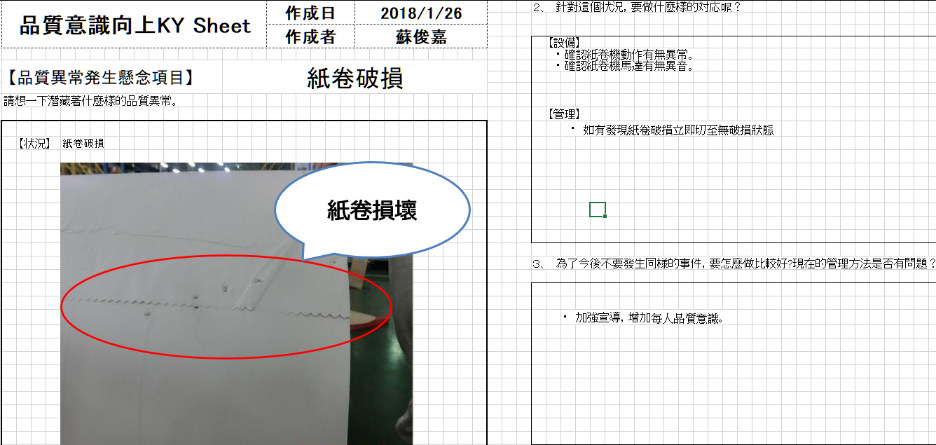 品質意識向上KY Sheet
作成日
2018/1/26
作成者
蘇俊嘉
【品質異常発生懸念項目】
紙卷破損
請想一下潛藏著什麼樣的品質異常。
【狀況】 紙卷破損
紙卷損壞
2、 針對這個狀況, 要做什麼樣的対応呢？
【設備】
・確認紙卷機動作有無異常。
・確認紙卷機馬達有無異音。
【管理】
・ 如有發現紙卷破損立即切至無破損狀態
3、 為了今後不要發生同樣的事件, 要怎麼做比較好?現在的管理方法是否有問題？
・ 加強宣導, 增加每人品質意識。